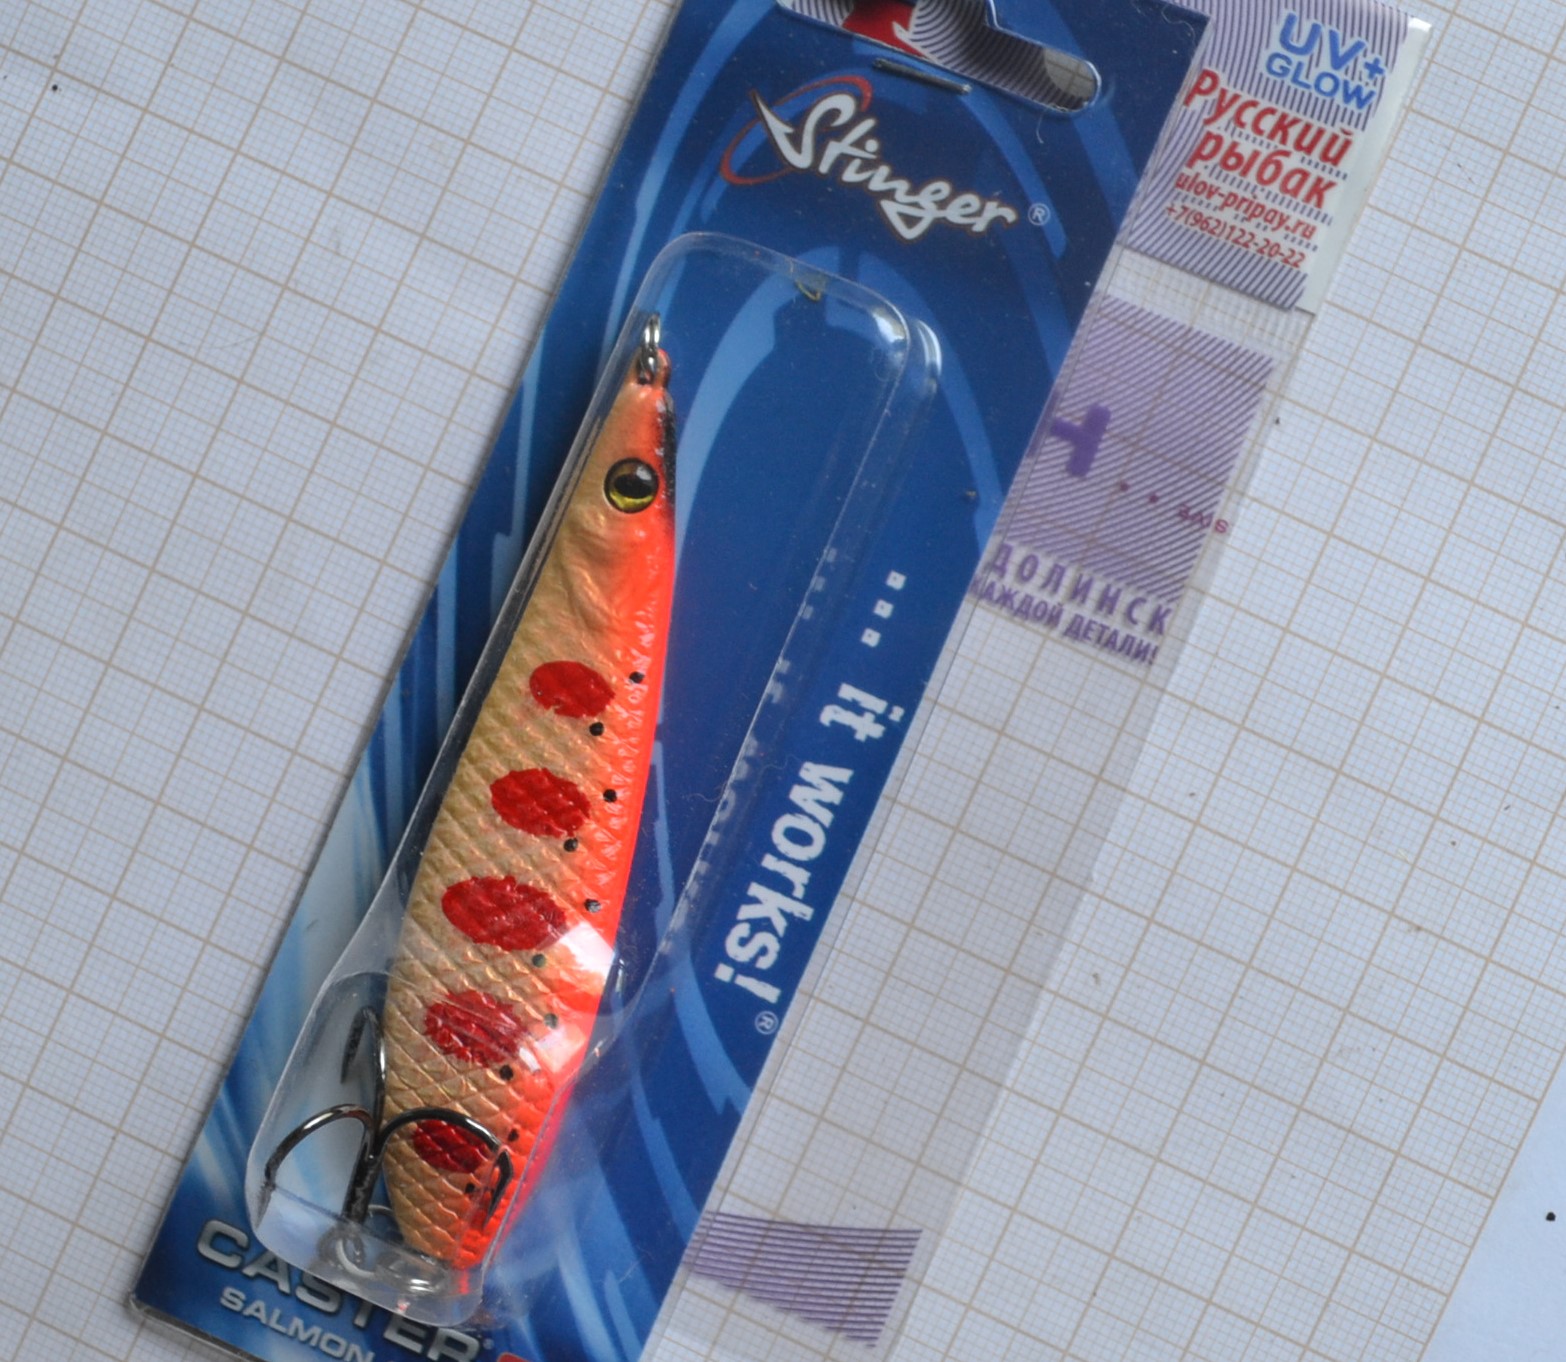 Stinger®
UV+
GLOW
Русский
рыбак
ulov-pripoy.ru
+7(962)122-20-22
ДОЛИНСК
КАЖДОЙ ДЕТАЛИ!
... it works!®
CASTER
SALMON